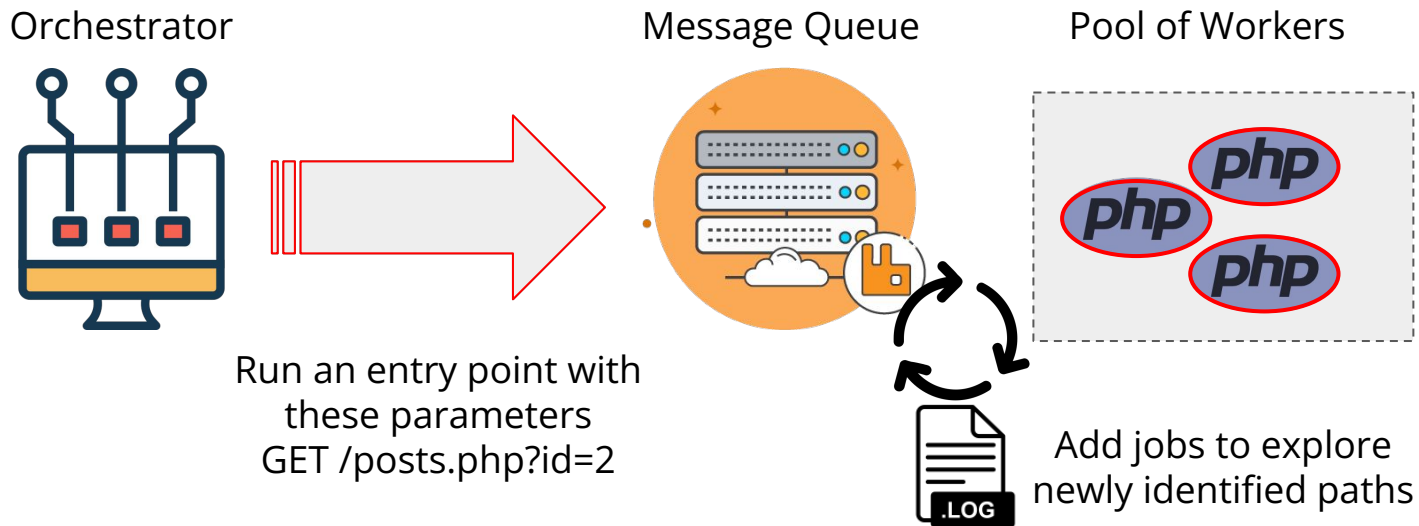 Orchestrator
Message Queue
Pool of Workers
php
php
php
Run an entry point with
these parameters
GET /posts.php?id=2
.LOG
Add jobs to explore
newly identified paths